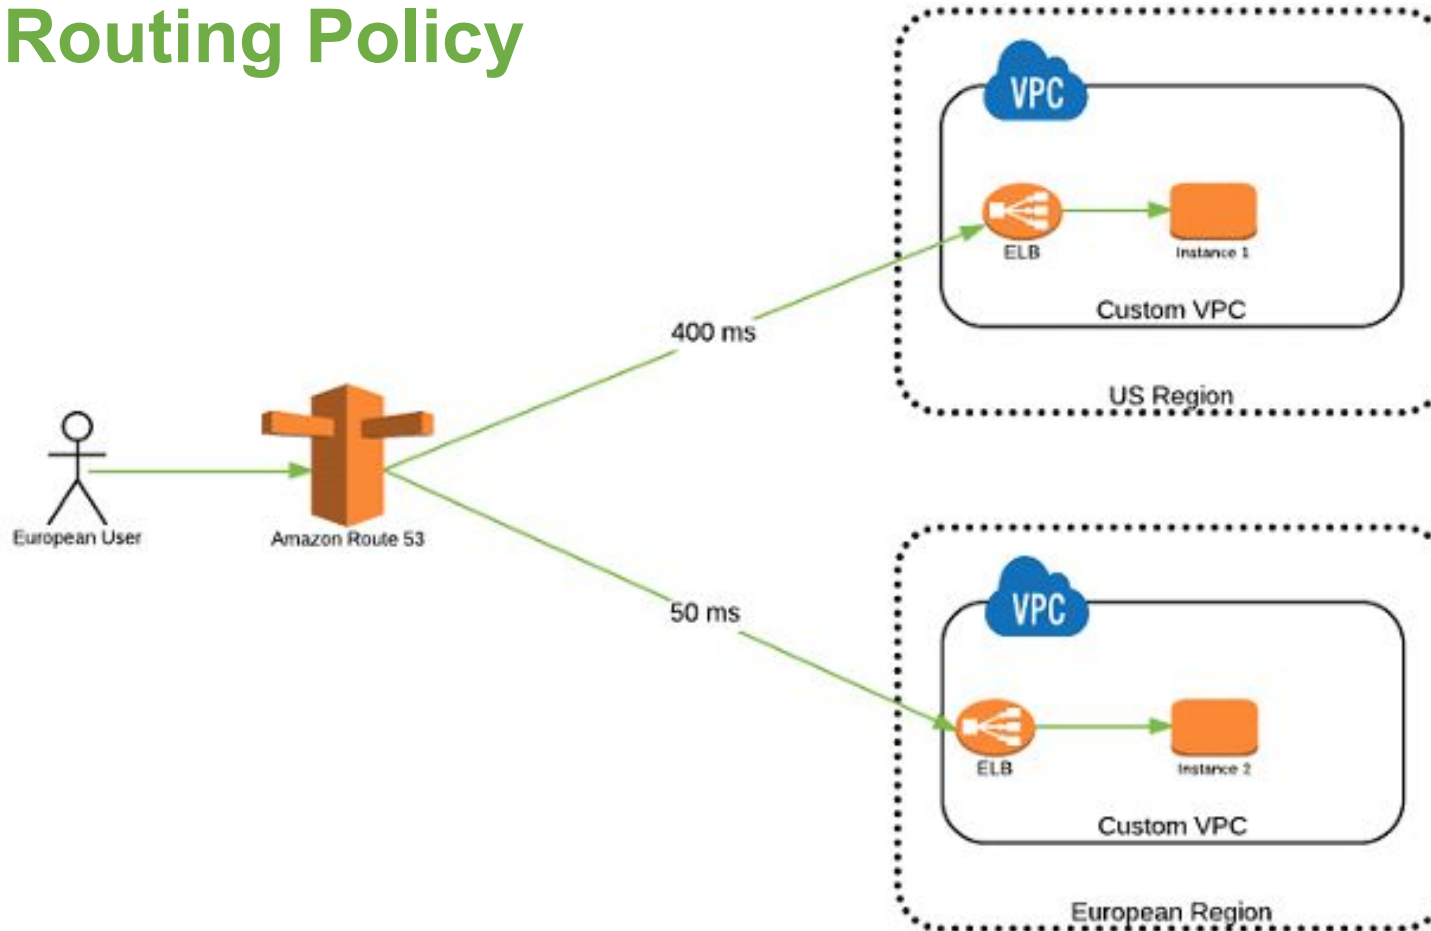 Routing Policy
VPC
ELB
Instance 1
Custom VPC
US Region
400 ms
European User
Amazon Route 53
50 ms
VPC
ELB
Instance 2
Custom VPC
European Region